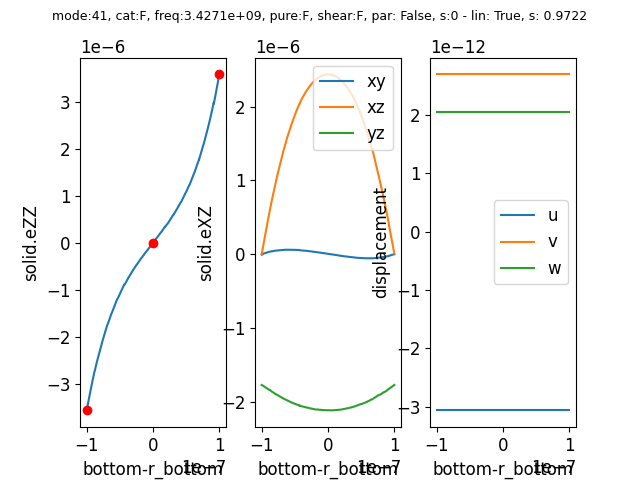 mode:41, cat:F, freq:3.4271e+09, pure:F, shear:F, par: False, s:0 - lin: True, s: 0.9722
1e−6
1e−6
1e−12
3
2
1
0
−1
−2
−3
solid.eZZ
−1
0
1
1e−7
bottom-r_bottom
2
1
0
−1
−2
solid.eXZ
xy
xz
yz
−1
0
1
1e−7
bottom-r_bottom
2
1
0
−1
−2
−3
displacement
u
v
w
−1
0
1
1e−7
bottom-r_bottom